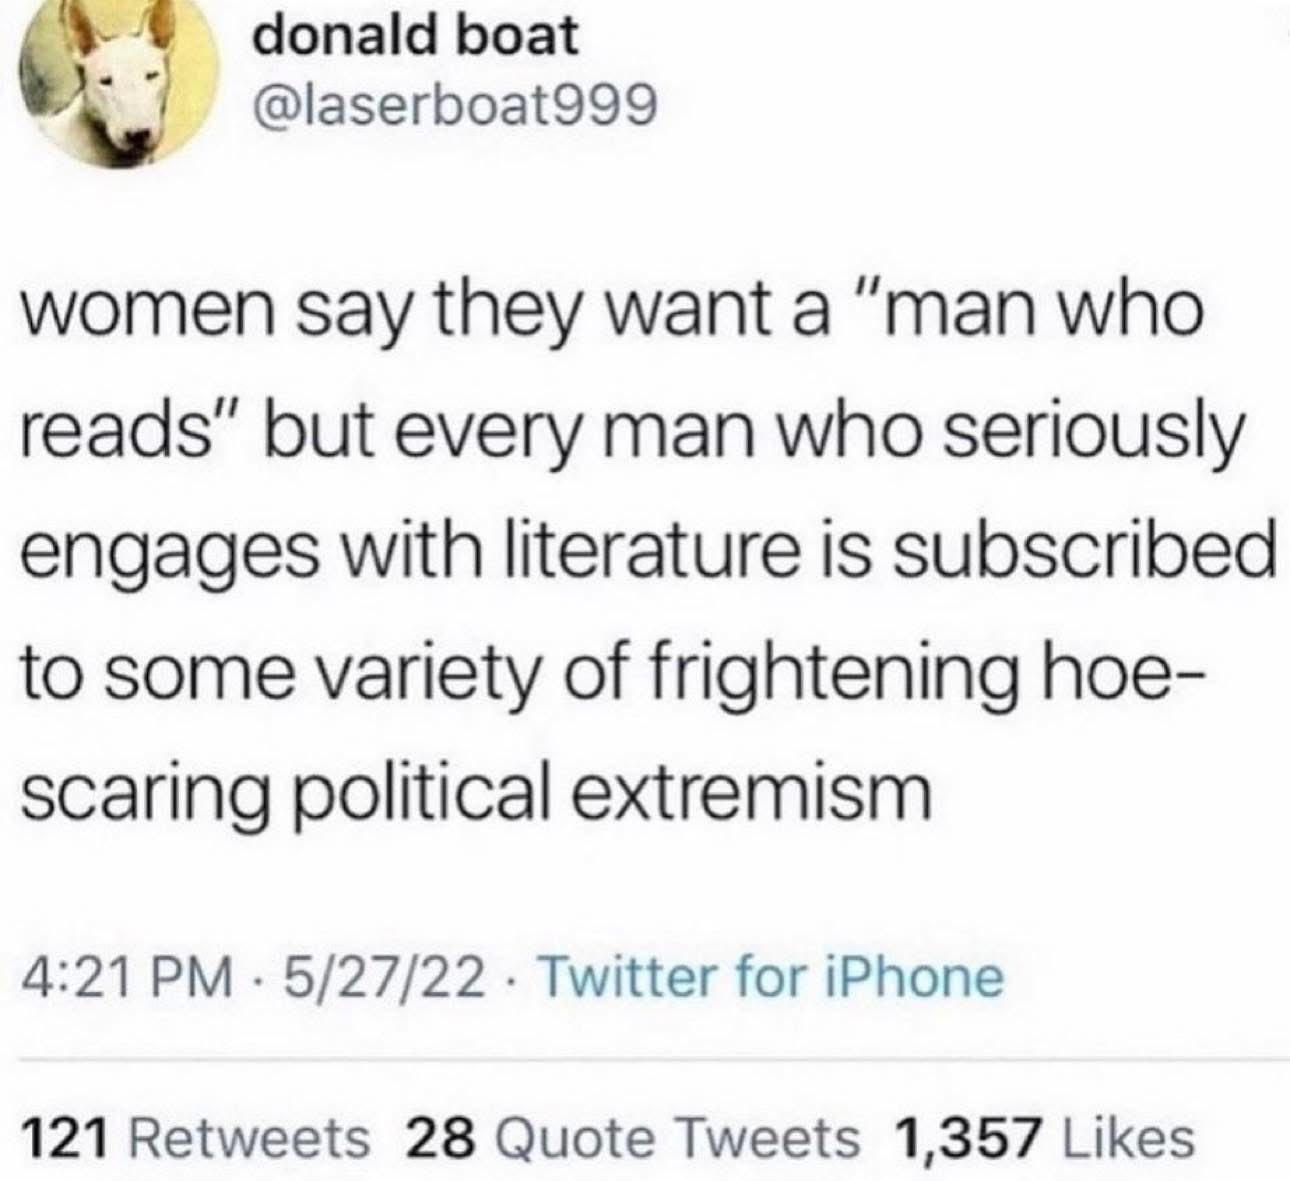 donald boat
@laserboat999
women say they want a "man who
reads" but every man who seriously
engages with literature is subscribed
to some variety of frightening hoe-
scaring political extremism
4:21 PM · 5/27/22 · Twitter for iPhone
121 Retweets 28 Quote Tweets 1,357 Likes